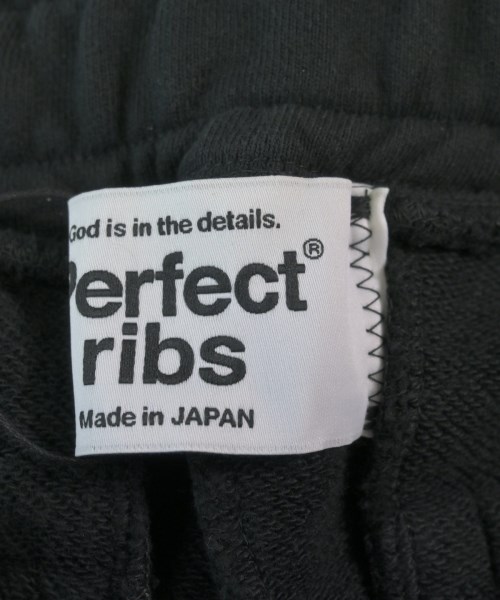 God is in the details.
Perfect®
ribs
Made in JAPAN